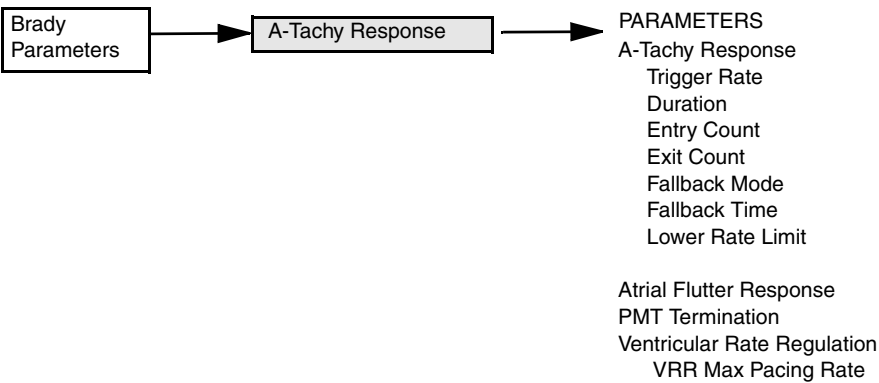 Brady
Parameters
A-Tachy Response
PARAMETERS
A-Tachy Response
Trigger Rate
Duration
Entry Count
Exit Count
Fallback Mode
Fallback Time
Lower Rate Limit
Atrial Flutter Response
PMT Termination
Ventricular Rate Regulation
VRR Max Pacing Rate